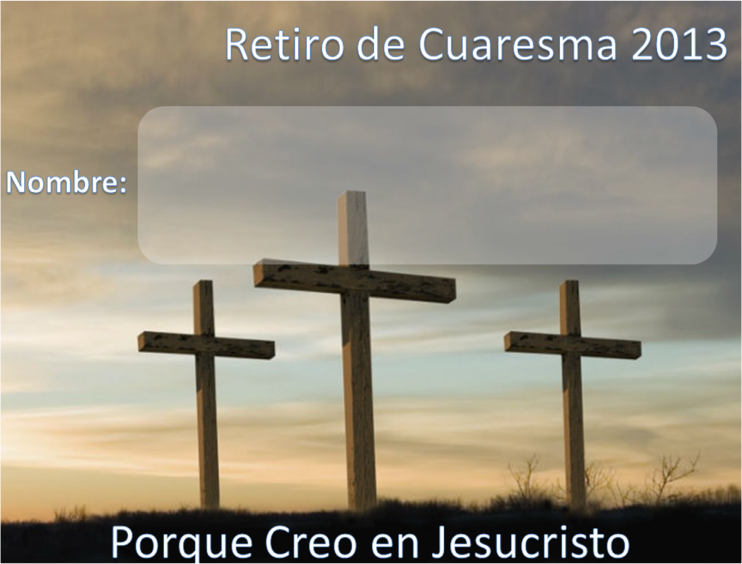 Retiro de Cuaresma 2013
Nombre:
Porque Creo en Jesucristo